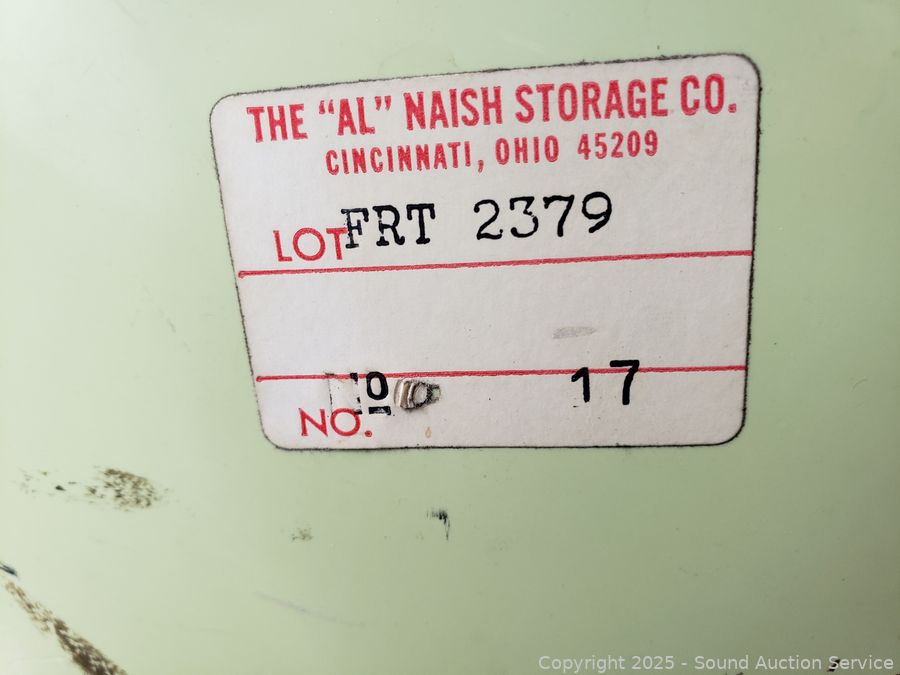 THE "AL" NAISH STORAGE CO.
CINCINNATI, OHIO 45209
LOT FRT 2379
17
NO.
Copyright © 2025 - Sound Auction Service